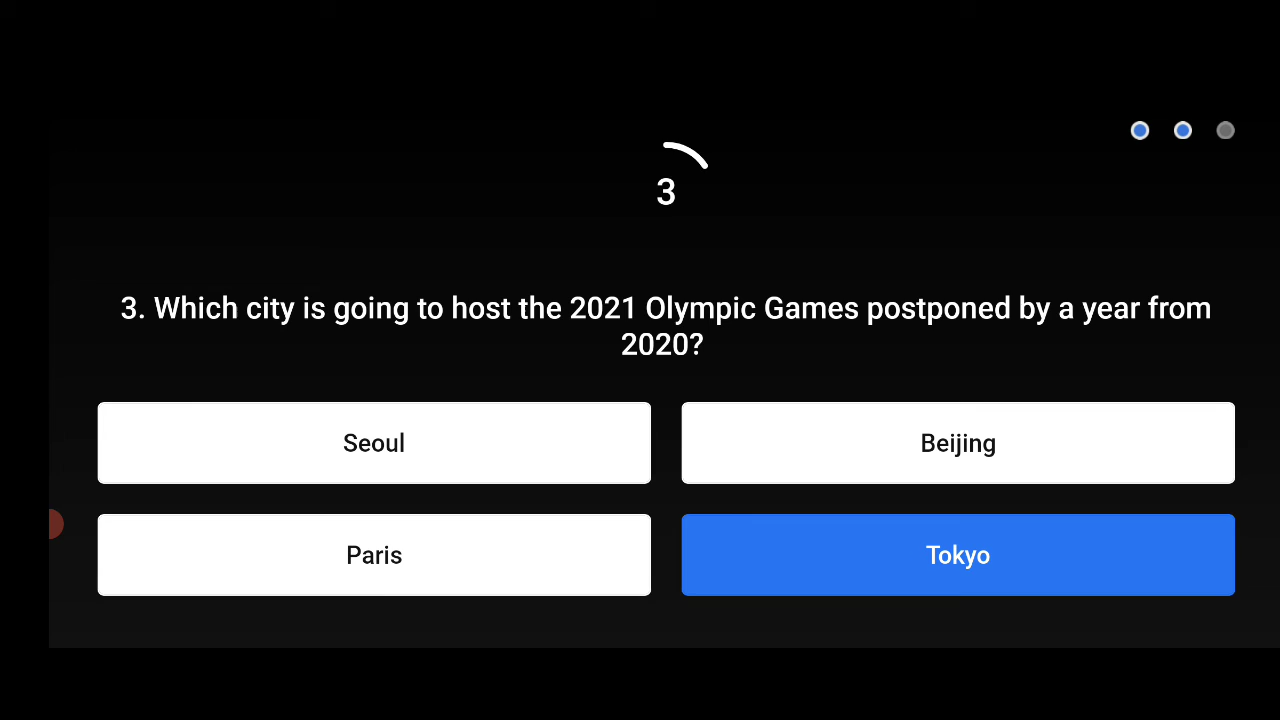 3
3. Which city is going to host the 2021 Olympic Games postponed by a year from
2020?
Seoul
Beijing
Paris
Tokyo